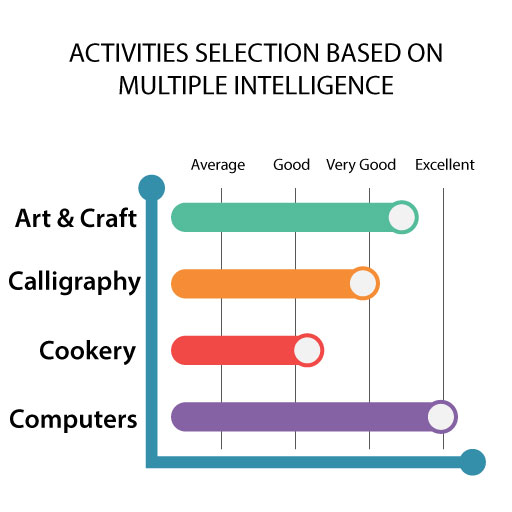 ACTIVITIES SELECTION BASED ON
MULTIPLE INTELLIGENCE
Average Good Very Good Excellent
Art & Craft
Calligraphy
Cookery
Computers